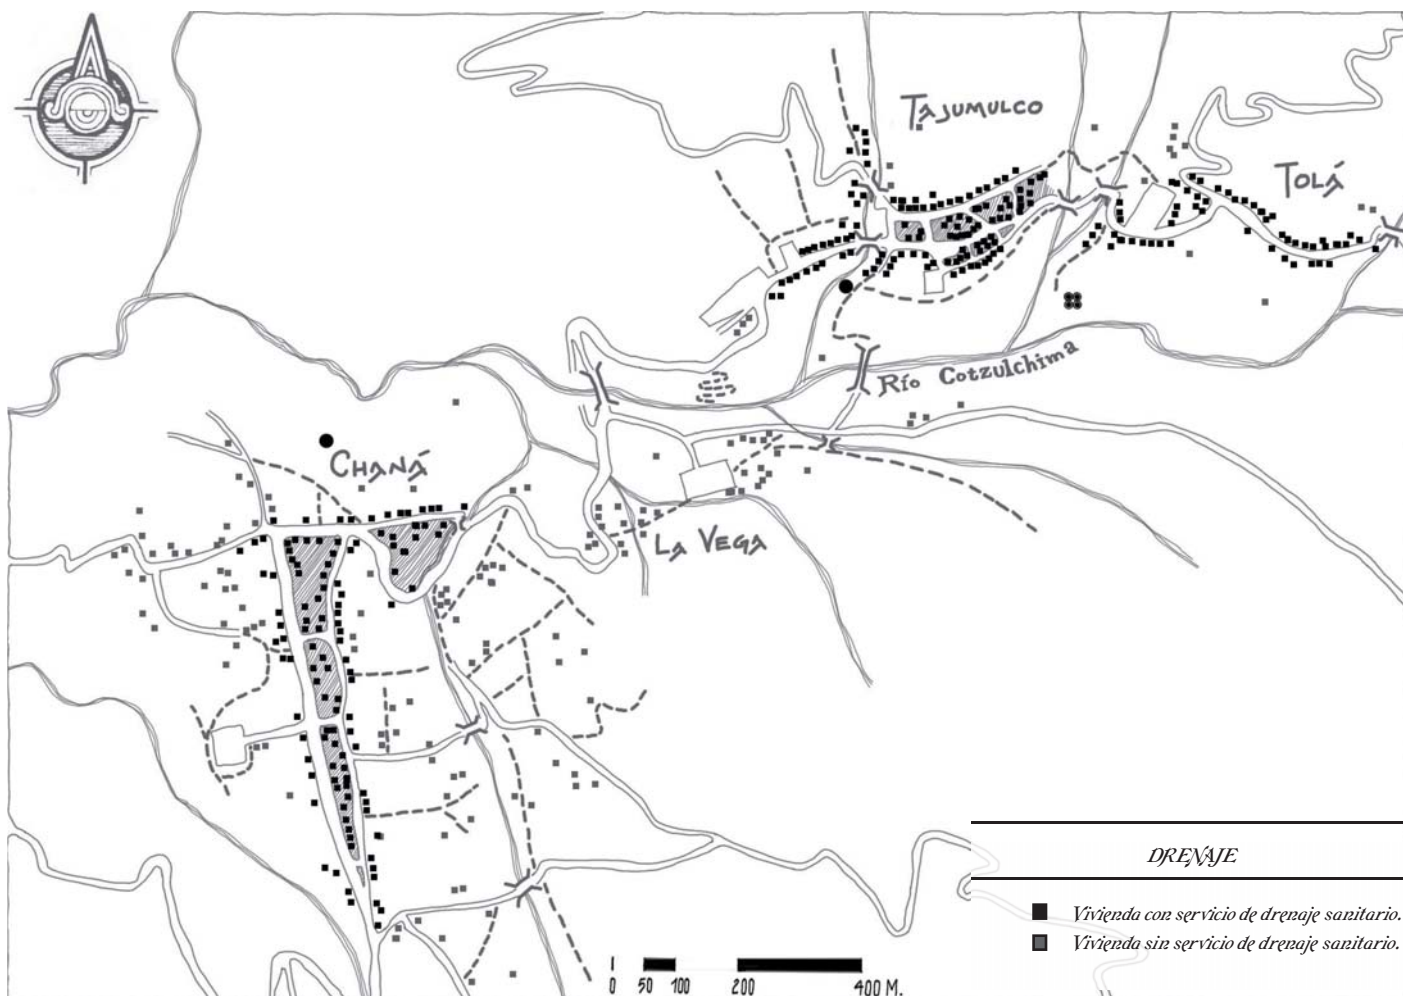 TAJUMULCO
TOLÁ
Río Cotzulchima
CHANÁ
LA VEGA
DRENAJE
Vivienda con servicio de drenaje sanitario.
Vivienda sin servicio de drenaje sanitario.
0 50 100 200 400 M.